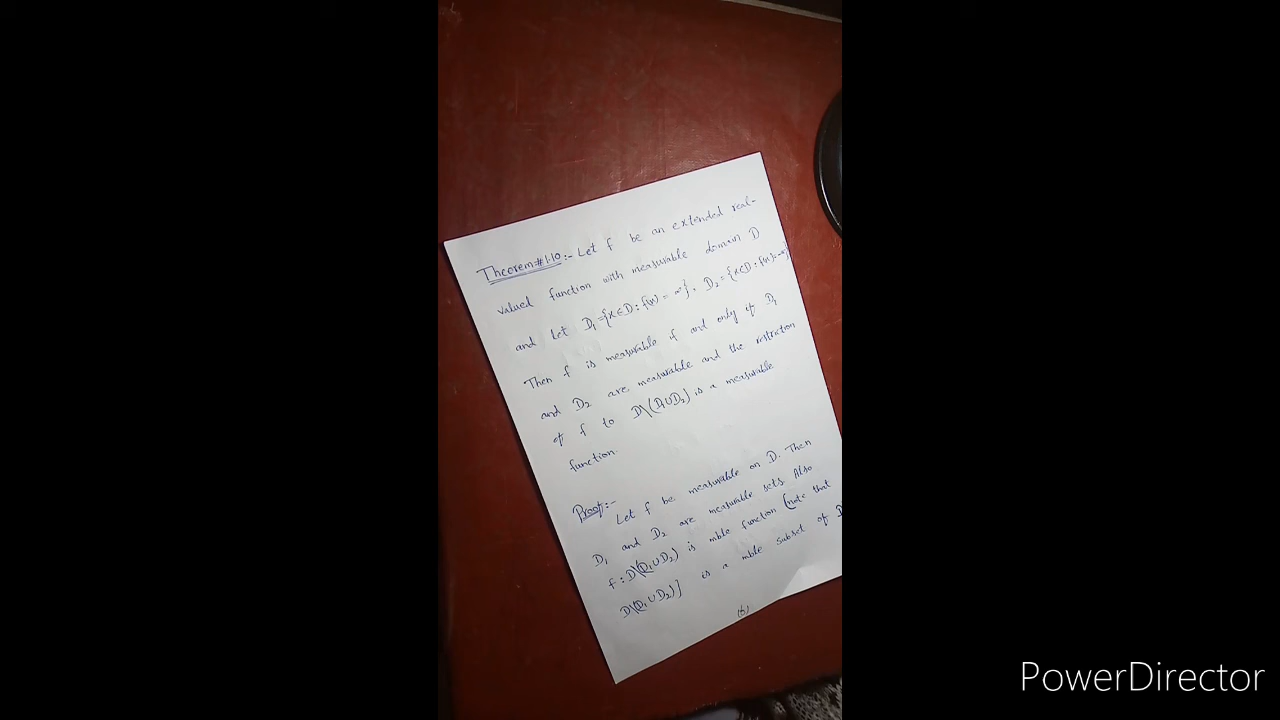 Theorem#1.10:- Let f be an extended real-
valued function with measurable domain D
and let D₁={x∈D: f(x) = ∞}, D₂={x∈D: f(x)=-∞}
Then f is measurable if and only if D₁
and D₂ are measurable and the restriction
of f to D\(D₁∪D₂) is a measurable
function.
Proof:-
Let f be measurable on D. Then
D₁ and D₂ are measurable sets. Also
f: D\(D₁∪D₂) is mble function (note that
D\(D₁∪D₂)] is a mble subset of D
(6)
PowerDirector